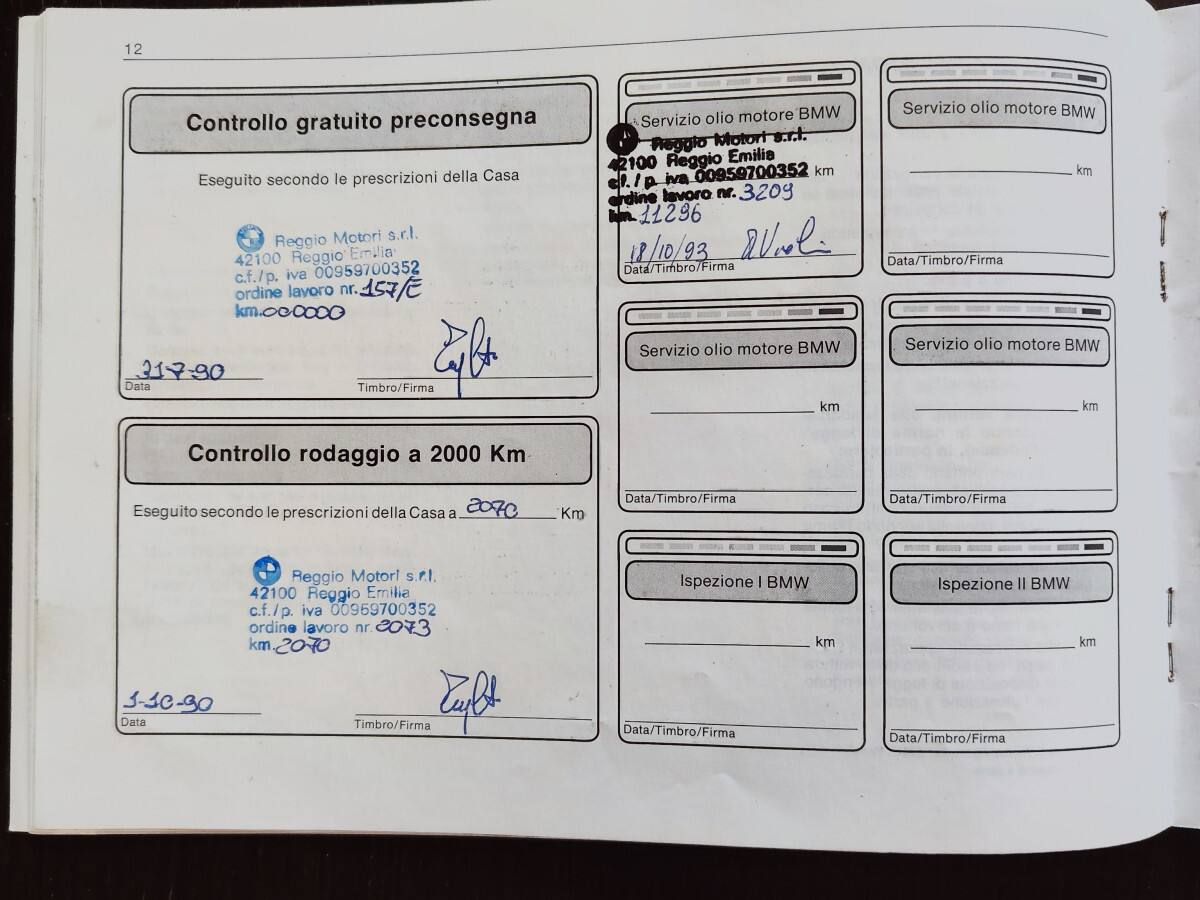 12
Controllo gratuito preconsegna
Eseguito secondo le prescrizioni della Casa
Reggio Motori s.r.l.
42100 Reggio Emilia
c.f./p. iva 00959700352
ordine lavoro nr. 157/E
km. 000000
31-7-90
Data
Timbro/Firma
Controllo rodaggio a 2000 Km
Eseguito secondo le prescrizioni della Casa a 2070 Km
Reggio Motori s.r.l.
42100 Reggio Emilia
c.f./p. iva 00959700352
ordine lavoro nr. 2073
km. 2070
1-10-90
Data
Timbro/Firma
Servizio olio motore BMW
Reggio Motori s.r.l.
42100 Reggio Emilia
c.f./p. iva 00959700352 km
ordine lavoro nr. 3209
km. 11296
18/10/93
Data/Timbro/Firma
Servizio olio motore BMW
km
Data/Timbro/Firma
Servizio olio motore BMW
km
Data/Timbro/Firma
Servizio olio motore BMW
km
Data/Timbro/Firma
Ispezione I BMW
km
Data/Timbro/Firma
Ispezione II BMW
km
Data/Timbro/Firma